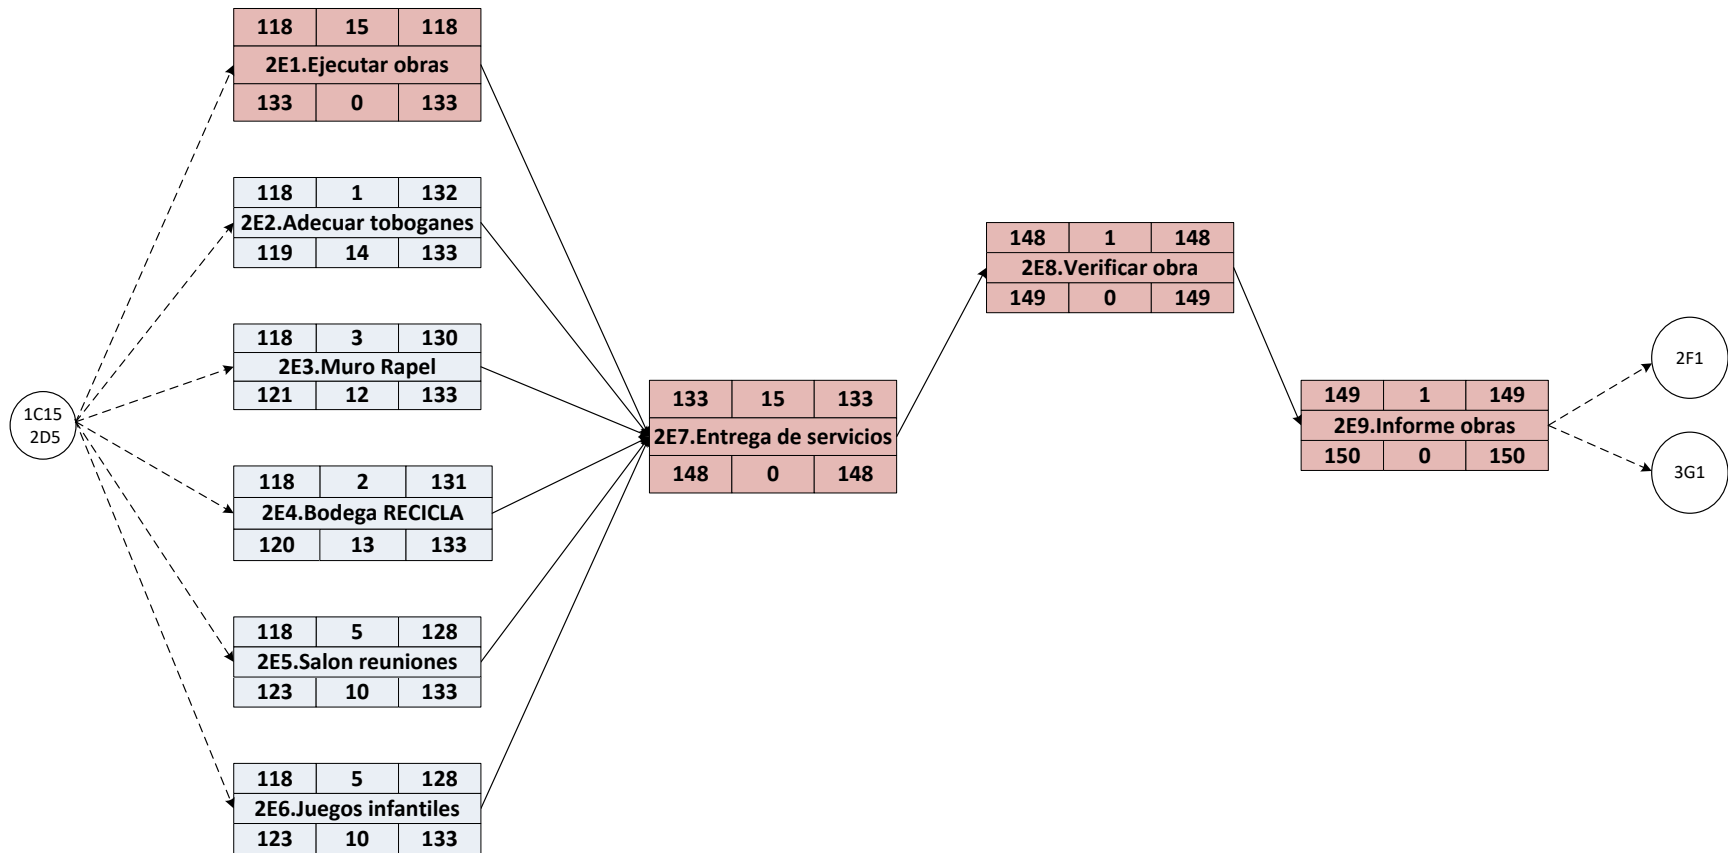 1C15
2D5
118 15 118
2E1.Ejecutar obras
133 0 133
118 1 132
2E2.Adecuar toboganes
119 14 133
118 3 130
2E3.Muro Rapel
121 12 133
118 2 131
2E4.Bodega RECICLA
120 13 133
118 5 128
2E5.Salon reuniones
123 10 133
118 5 128
2E6.Juegos infantiles
123 10 133
133 15 133
2E7.Entrega de servicios
148 0 148
148 1 148
2E8.Verificar obra
149 0 149
149 1 149
2E9.Informe obras
150 0 150
2F1
3G1